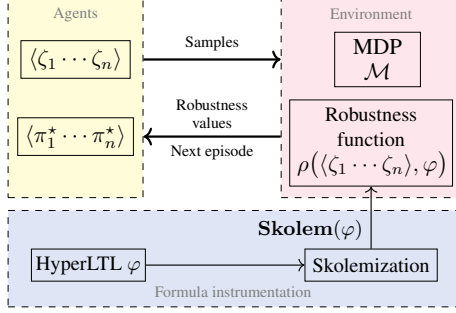 Agents
Environment
⟨ζ₁ ⋯ ζₙ⟩
Samples
MDP
ℳ
⟨π₁⋆ ⋯ πₙ⋆⟩
Robustness
values
Next episode
Robustness
function
ρ(⟨ζ₁ ⋯ ζₙ⟩, φ)
Skolem(φ)
HyperLTL φ
Skolemization
Formula instrumentation